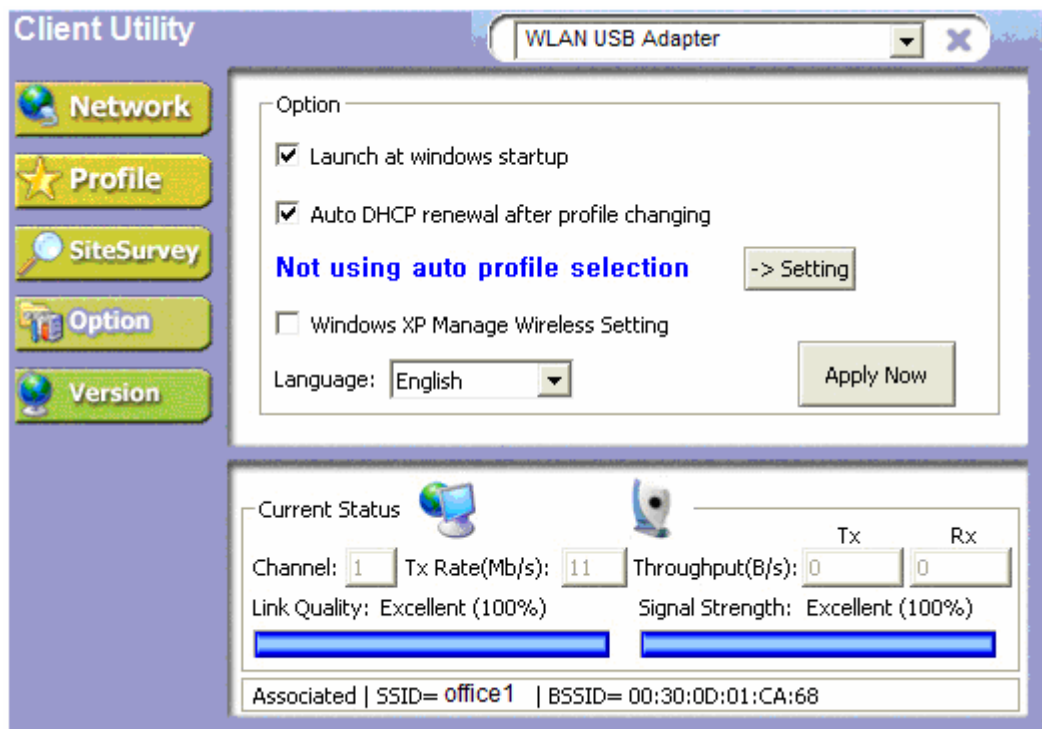 Client Utility
WLAN USB Adapter
Network
Profile
SiteSurvey
Option
Version
Option
Launch at windows startup
Auto DHCP renewal after profile changing
Not using auto profile selection
-> Setting
Windows XP Manage Wireless Setting
Language: English
Apply Now
Current Status
Tx Rx
Channel: 1 Tx Rate(Mb/s): 11 Throughput(B/s): 0 0
Link Quality: Excellent (100%) Signal Strength: Excellent (100%)
Associated | SSID= office1 | BSSID= 00:30:0D:01:CA:68